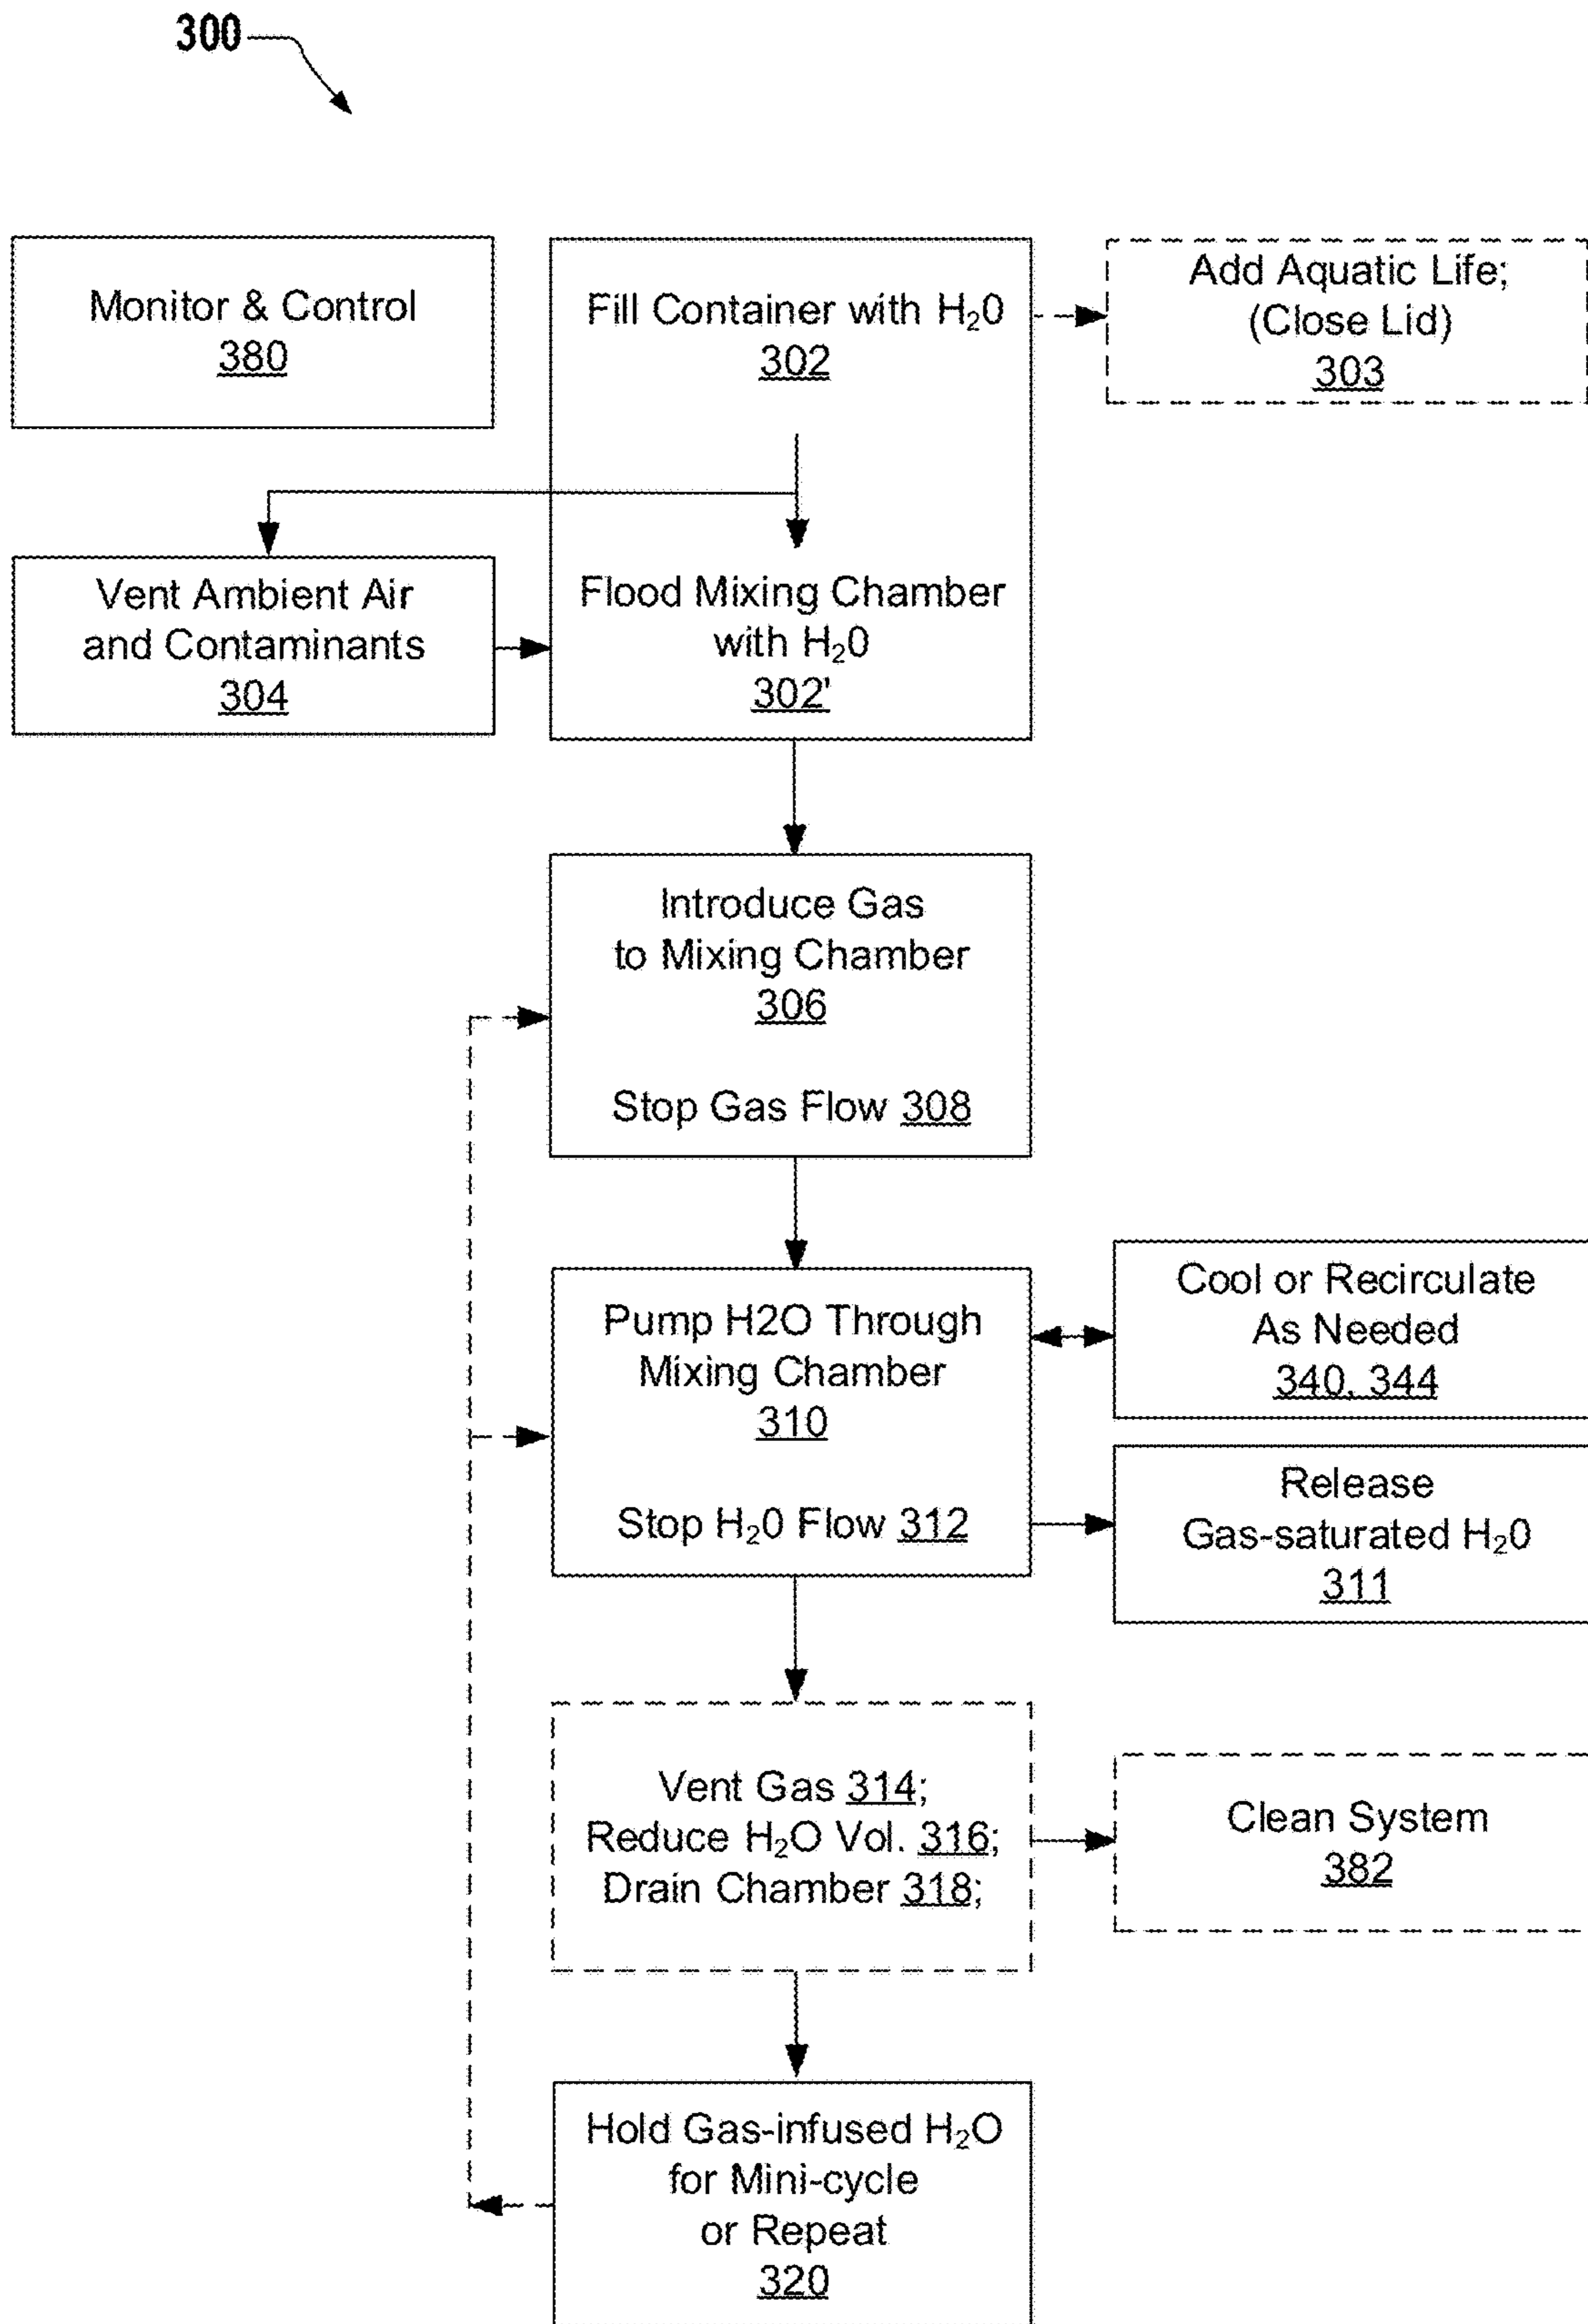 300
Monitor & Control
380
Fill Container with H₂0
302
Add Aquatic Life;
(Close Lid)
303
Vent Ambient Air
and Contaminants
304
Flood Mixing Chamber
with H₂0
302'
Introduce Gas
to Mixing Chamber
306
Stop Gas Flow 308
Pump H2O Through
Mixing Chamber
310
Stop H₂0 Flow 312
Cool or Recirculate
As Needed
340, 344
Release
Gas-saturated H₂0
311
Vent Gas 314;
Reduce H₂O Vol. 316;
Drain Chamber 318;
Clean System
382
Hold Gas-infused H₂O
for Mini-cycle
or Repeat
320